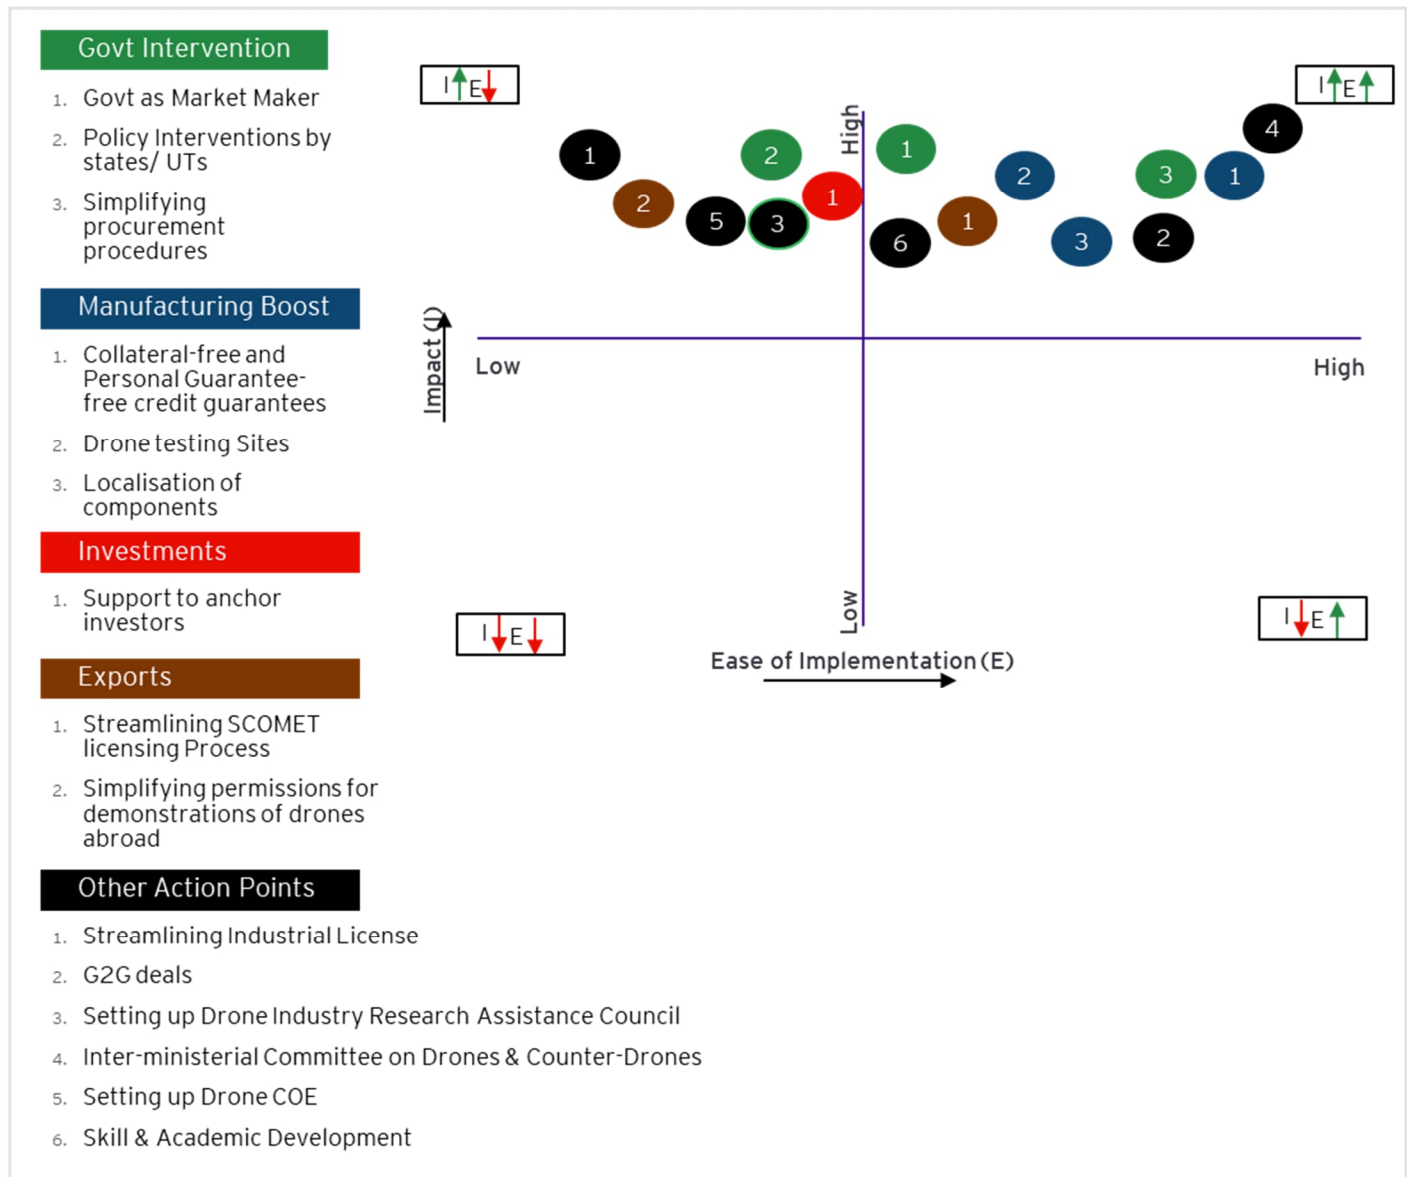 Govt Intervention
1. Govt as Market Maker
2. Policy Interventions by
states/ UTs
3. Simplifying
procurement
procedures
Manufacturing Boost
1. Collateral-free and
Personal Guarantee-
free credit guarantees
2. Drone testing Sites
3. Localisation of
components
Investments
1. Support to anchor
investors
Exports
1. Streamlining SCOMET
licensing Process
2. Simplifying permissions for
demonstrations of drones
abroad
Other Action Points
1. Streamlining Industrial License
2. G2G deals
3. Setting up Drone Industry Research Assistance Council
4. Inter-ministerial Committee on Drones & Counter-Drones
5. Setting up Drone COE
6. Skill & Academic Development
I E
I E
High
4
1
2
1
2
3
1
2
5
3
1
6
1
3
2
Impact (I)
Low
High
Low
I E
I E
Ease of Implementation (E)